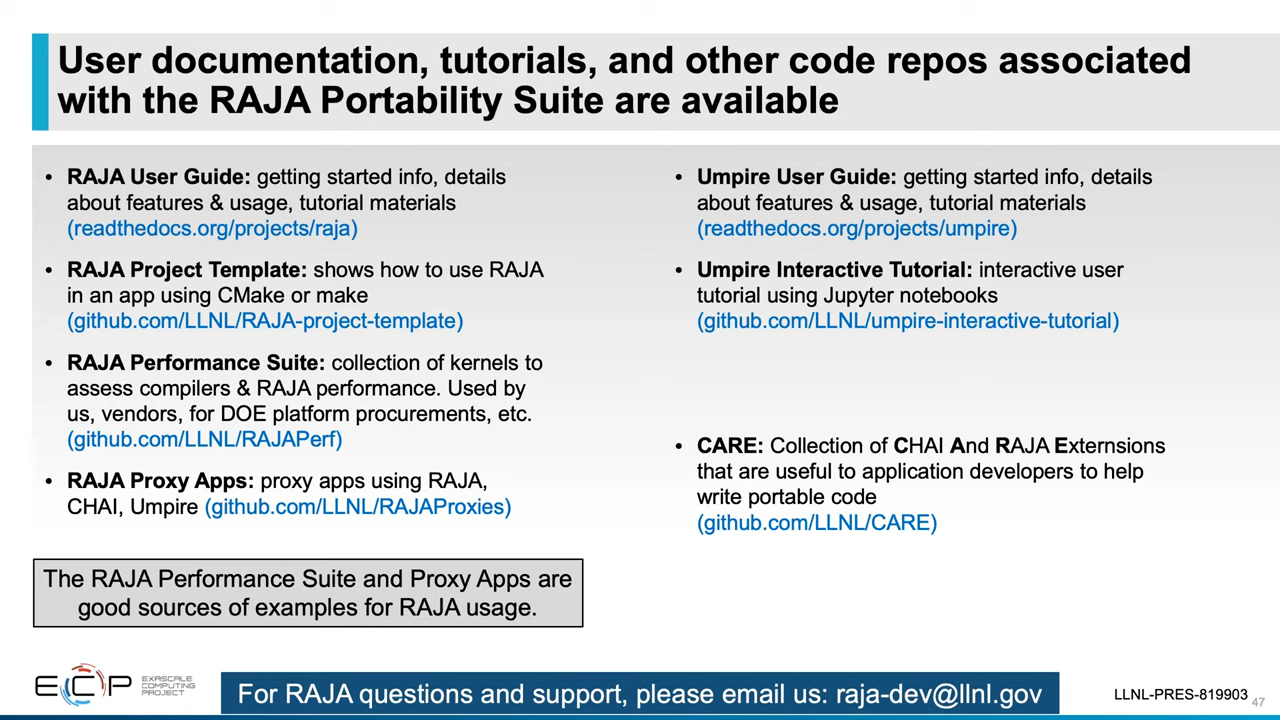 User documentation, tutorials, and other code repos associated
with the RAJA Portability Suite are available
• RAJA User Guide: getting started info, details
about features & usage, tutorial materials
(readthedocs.org/projects/raja)
• RAJA Project Template: shows how to use RAJA
in an app using CMake or make
(github.com/LLNL/RAJA-project-template)
• RAJA Performance Suite: collection of kernels to
assess compilers & RAJA performance. Used by
us, vendors, for DOE platform procurements, etc.
(github.com/LLNL/RAJAPerf)
• RAJA Proxy Apps: proxy apps using RAJA,
CHAI, Umpire (github.com/LLNL/RAJAProxies)
The RAJA Performance Suite and Proxy Apps are
good sources of examples for RAJA usage.
• Umpire User Guide: getting started info, details
about features & usage, tutorial materials
(readthedocs.org/projects/umpire)
• Umpire Interactive Tutorial: interactive user
tutorial using Jupyter notebooks
(github.com/LLNL/umpire-interactive-tutorial)
• CARE: Collection of CHAI And RAJA Externsions
that are useful to application developers to help
write portable code
(github.com/LLNL/CARE)
ECP
EXASCALE
COMPUTING
PROJECT
For RAJA questions and support, please email us: raja-dev@llnl.gov
LLNL-PRES-819903
47